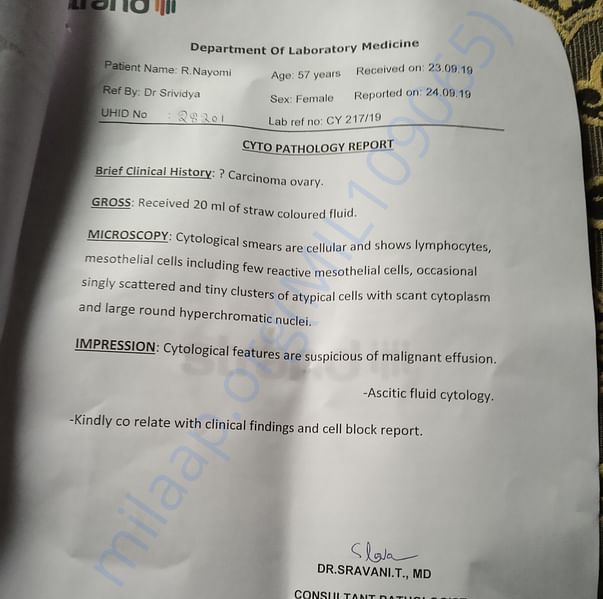 Department Of Laboratory Medicine
Patient Name: R.Nayomi Age: 57 years Received on: 23.09.19
Ref By: Dr Srividya Sex: Female Reported on: 24.09.19
UHID No : 28201 Lab ref no: CY 217/19
CYTO PATHOLOGY REPORT
Brief Clinical History: ? Carcinoma ovary.
GROSS: Received 20 ml of straw coloured fluid.
MICROSCOPY: Cytological smears are cellular and shows lymphocytes,
mesothelial cells including few reactive mesothelial cells, occasional
singly scattered and tiny clusters of atypical cells with scant cytoplasm
and large round hyperchromatic nuclei.
IMPRESSION: Cytological features are suspicious of malignant effusion.
-Ascitic fluid cytology.
-Kindly co relate with clinical findings and cell block report.
DR.SRAVANI.T., MD
CONSULTANT
milaap.org/MIL109065)